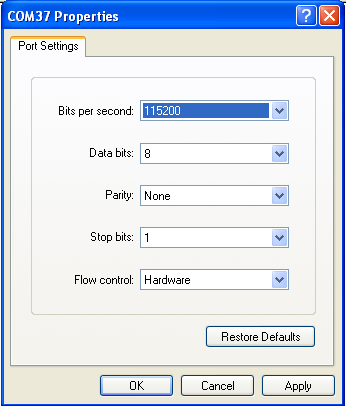 COM37 Properties
Port Settings
Bits per second: 115200
Data bits: 8
Parity: None
Stop bits: 1
Flow control: Hardware
Restore Defaults
OK Cancel Apply